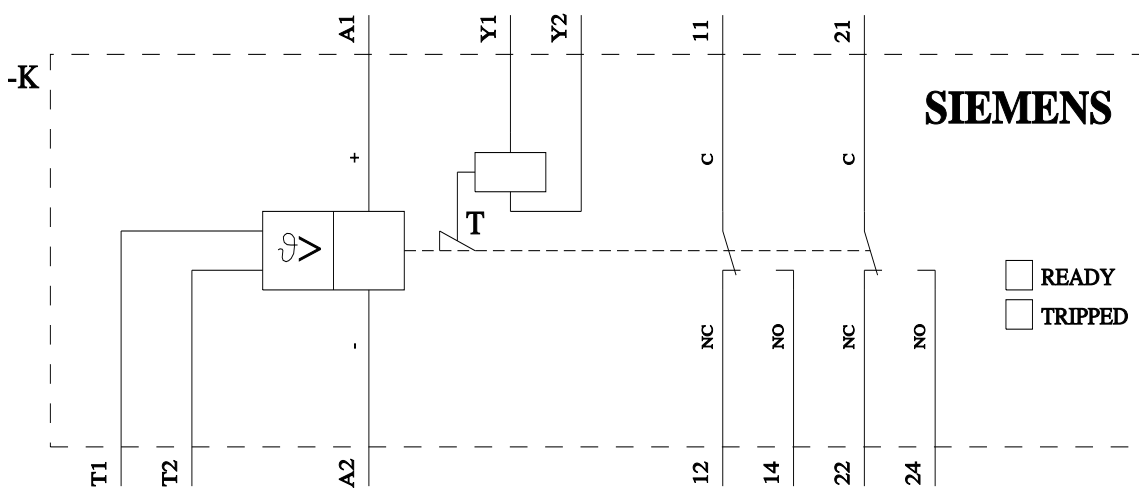 A1
Y1
Y2
11
21
-K
SIEMENS
+
C
C
T
ϑ>
READY
TRIPPED
-
NC
NO
NC
NO
T1
T2
A2
12
14
22
24